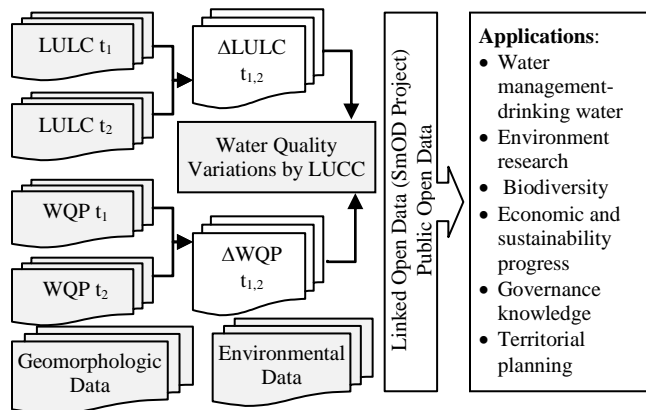 LULC t₁
LULC t₂
ΔLULC
t₁,₂
Water Quality
Variations by LUCC
WQP t₁
WQP t₂
ΔWQP
t₁,₂
Geomorphologic
Data
Environmental
Data
Linked Open Data (SmOD Project)
Public Open Data
Applications:
• Water
management-
drinking water
• Environment
research
• Biodiversity
• Economic and
sustainability
progress
• Governance
knowledge
• Territorial
planning